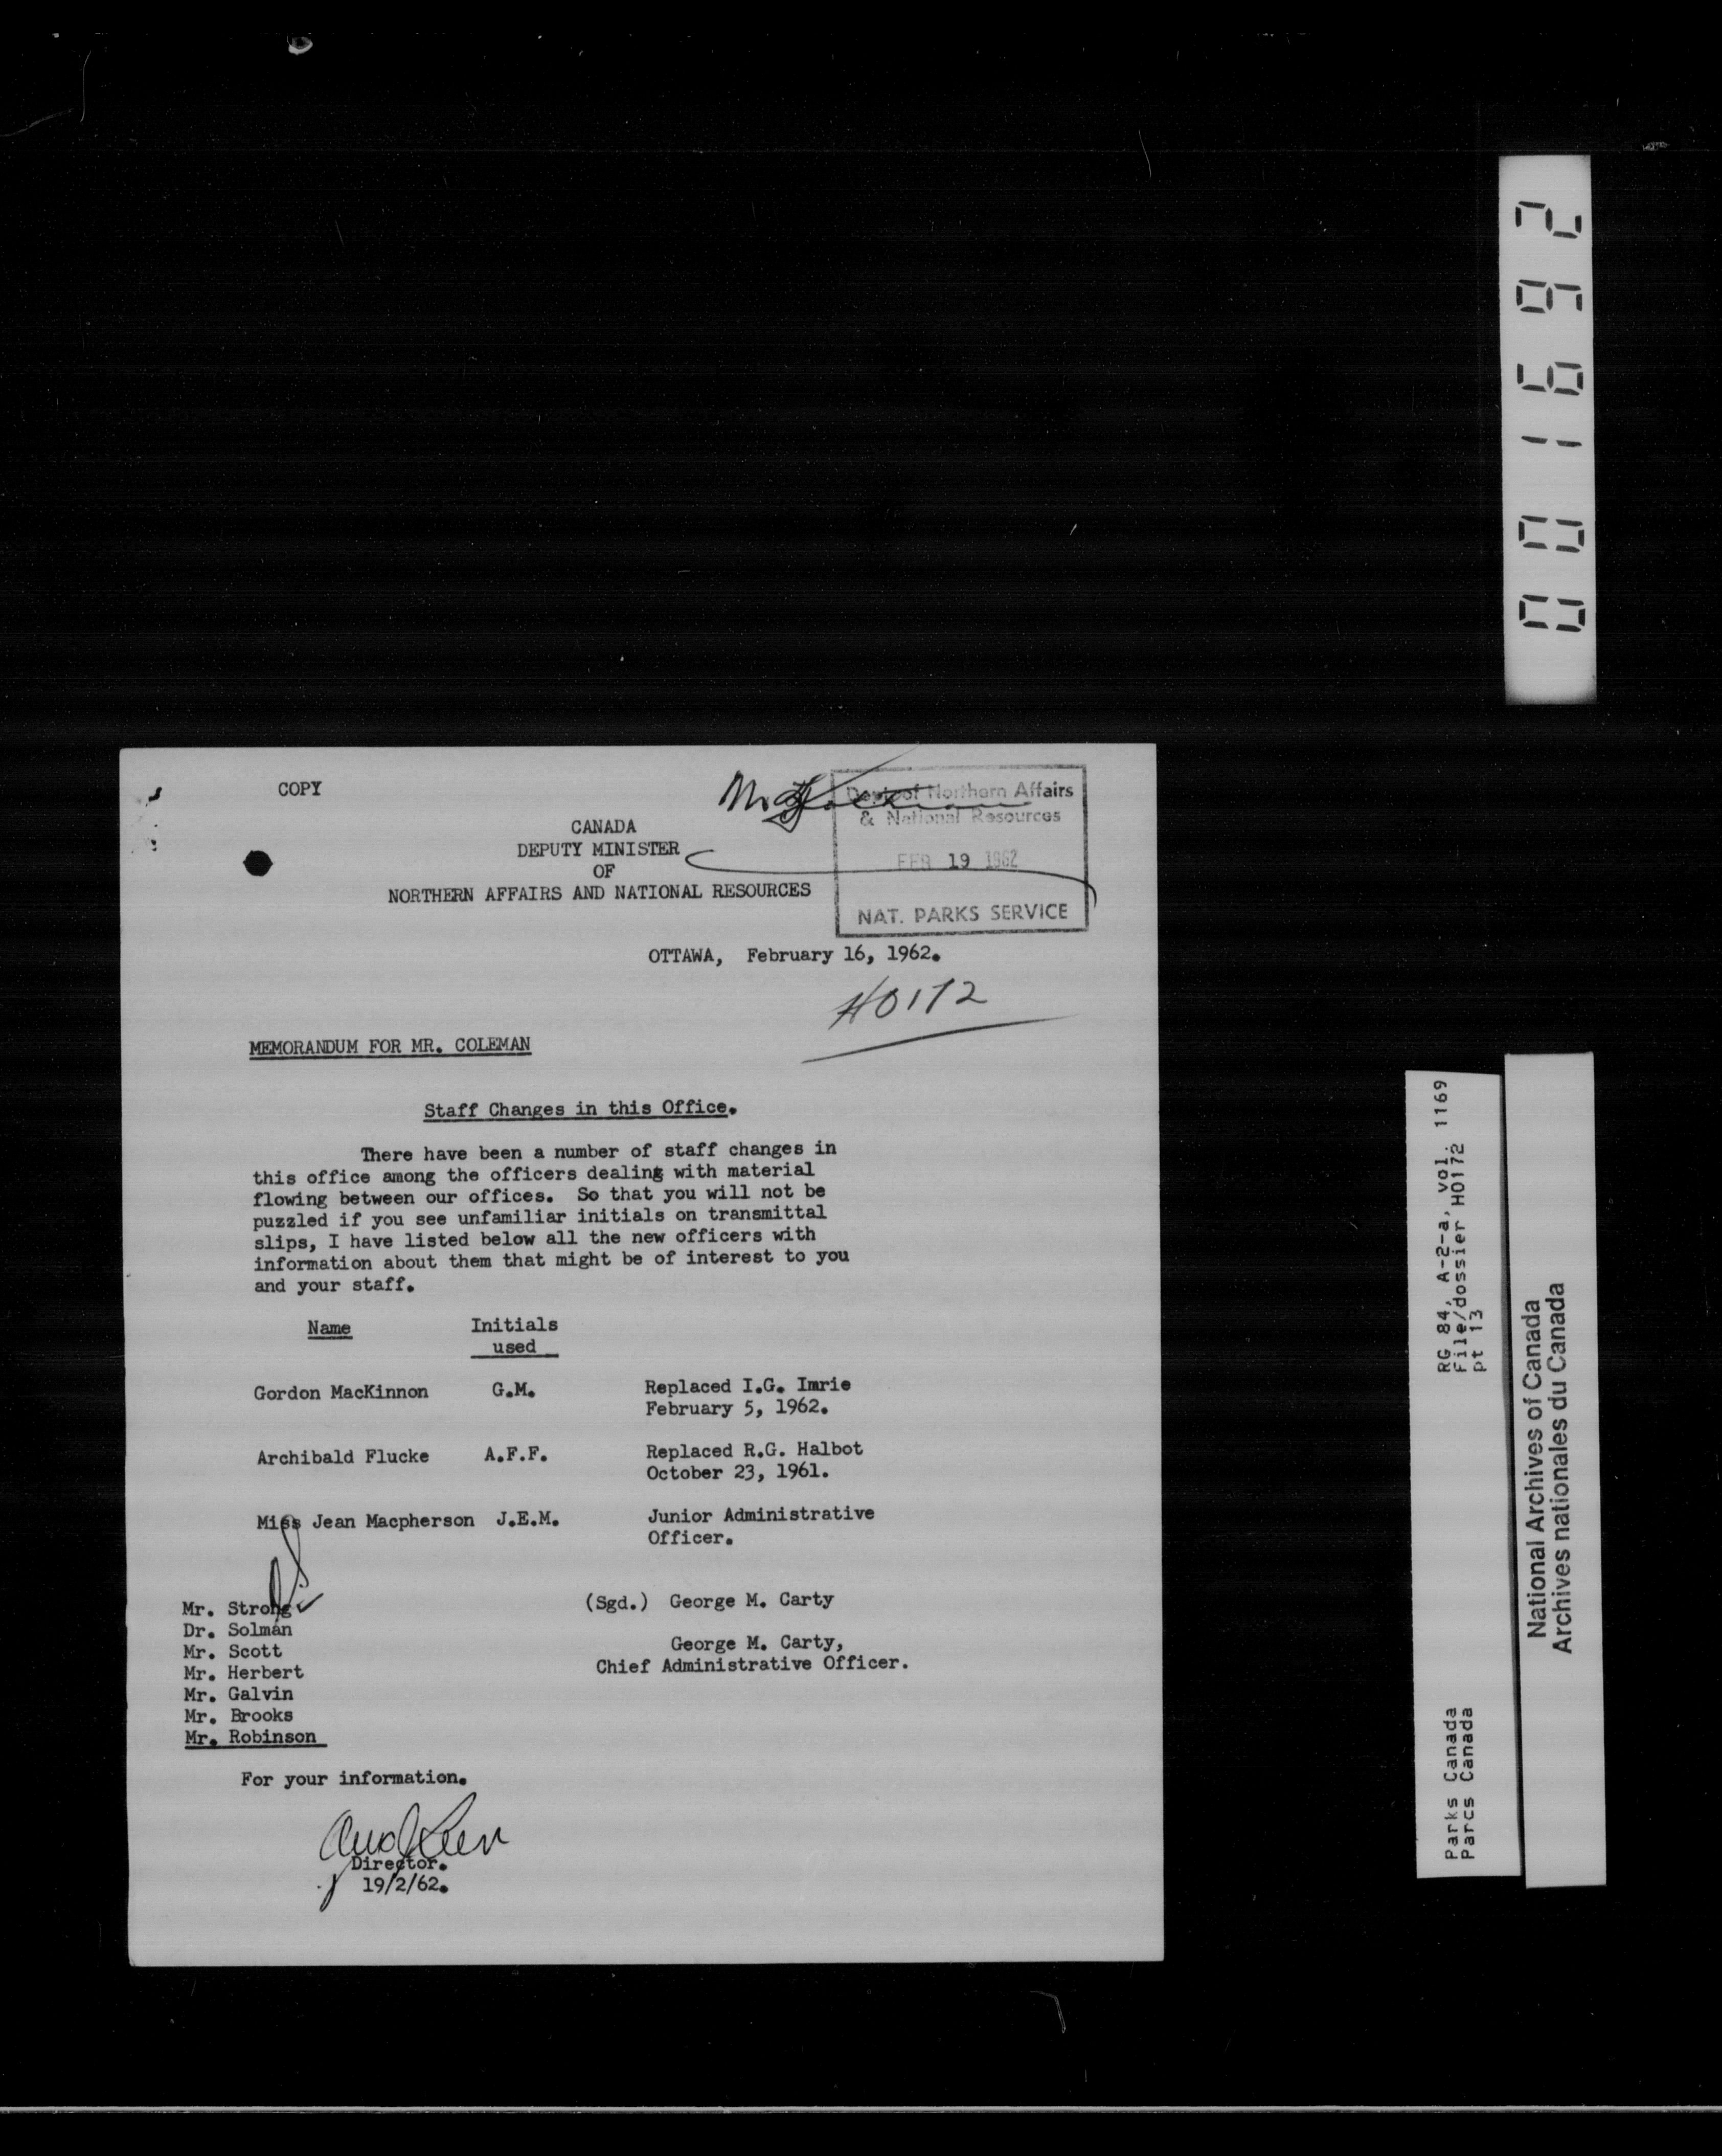 COPY
Dept. of Northern Affairs
& National Resources
FEB 19 1962
NAT. PARKS SERVICE
CANADA
DEPUTY MINISTER
OF
NORTHERN AFFAIRS AND NATIONAL RESOURCES
OTTAWA, February 16, 1962.
H0172
MEMORANDUM FOR MR. COLEMAN
Staff Changes in this Office.
There have been a number of staff changes in
this office among the officers dealing with material
flowing between our offices. So that you will not be
puzzled if you see unfamiliar initials on transmittal
slips, I have listed below all the new officers with
information about them that might be of interest to you
and your staff.
Name Initials
used
Gordon MacKinnon G.M. Replaced I.G. Imrie
February 5, 1962.
Archibald Flucke A.F.F. Replaced R.G. Halbot
October 23, 1961.
Miss Jean Macpherson J.E.M. Junior Administrative
Officer.
(Sgd.) George M. Carty
George M. Carty,
Chief Administrative Officer.
Mr. Strong
Dr. Solman
Mr. Scott
Mr. Herbert
Mr. Galvin
Mr. Brooks
Mr. Robinson
For your information.
Director.
19/2/62.
001692
RG 84, A-2-a, vol. 1169
File/dossier H0172
pt 13
Parks Canada
Parcs Canada
National Archives of Canada
Archives nationales du Canada